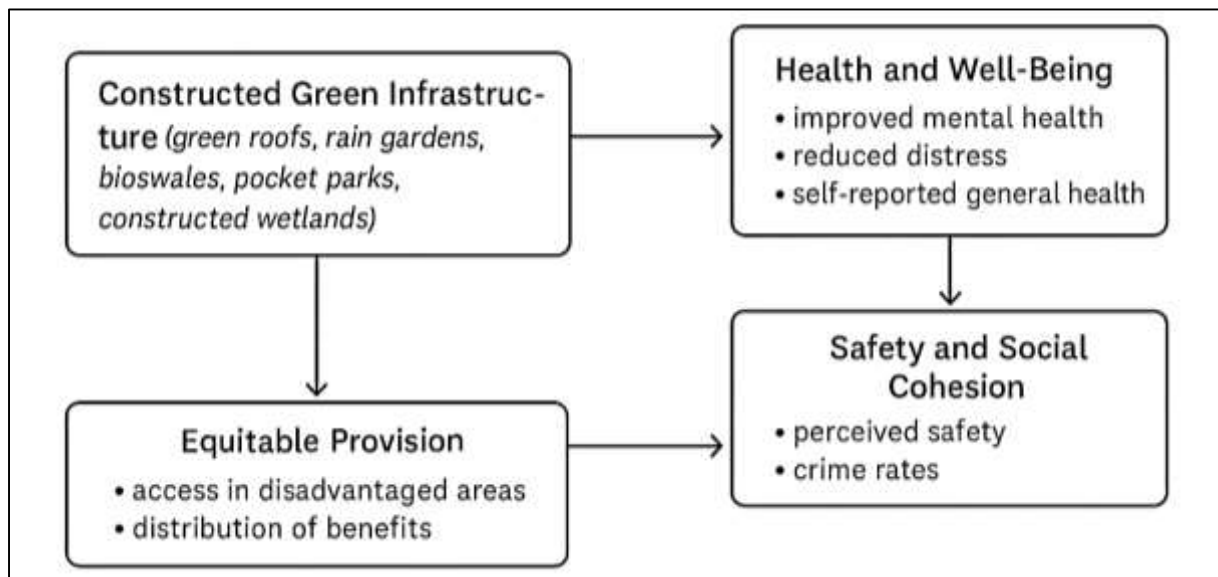 Constructed Green Infrastruc-
ture (green roofs, rain gardens,
bioswales, pocket parks,
constructed wetlands)
Health and Well-Being
• improved mental health
• reduced distress
• self-reported general health
Equitable Provision
• access in disadvantaged areas
• distribution of benefits
Safety and Social
Cohesion
• perceived safety
• crime rates